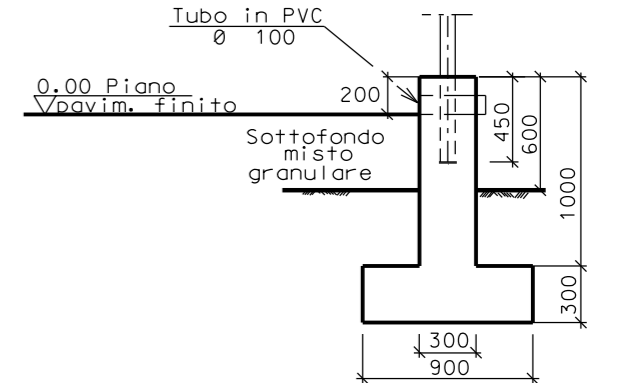 Tubo in PVC
Ø 100
0.00 Piano
pavim. finito
200
Sottofondo
misto
granulare
450
600
1000
300
300
900